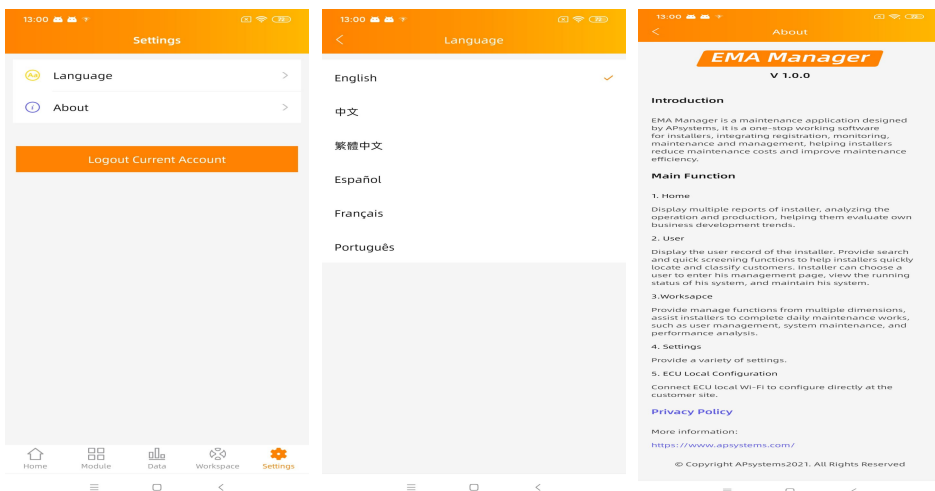 13:00
Settings
Language
About
Logout Current Account
Home
Module
Data
Workspace
Settings
13:00
Language
English
中文
繁體中文
Español
Français
Português
13:00
About
EMA Manager
V 1.0.0
Introduction
EMA Manager is a maintenance application designed
by APsystems, it is a one-stop working software
for installers, integrating registration, monitoring,
maintenance and management, helping installers
reduce maintenance costs and improve maintenance
efficiency.
Main Function
1. Home
Display multiple reports of installer, analyzing the
operation and production, helping them evaluate own
business development trends.
2. User
Display the user record of the installer. Provide search
and quick screening functions to help installers quickly
locate and classify customers. Installer can choose a
user to enter his management page, view the running
status of his system, and maintain his system.
3.Worksapce
Provide manage functions from multiple dimensions,
assist installers to complete daily maintenance works,
such as user management, system maintenance, and
performance analysis.
4. Settings
Provide a variety of settings.
5. ECU Local Configuration
Connect ECU local Wi-Fi to configure directly at the
customer site.
Privacy Policy
More information:
https://www.apsystems.com/
© Copyright APsystems2021. All Rights Reserved